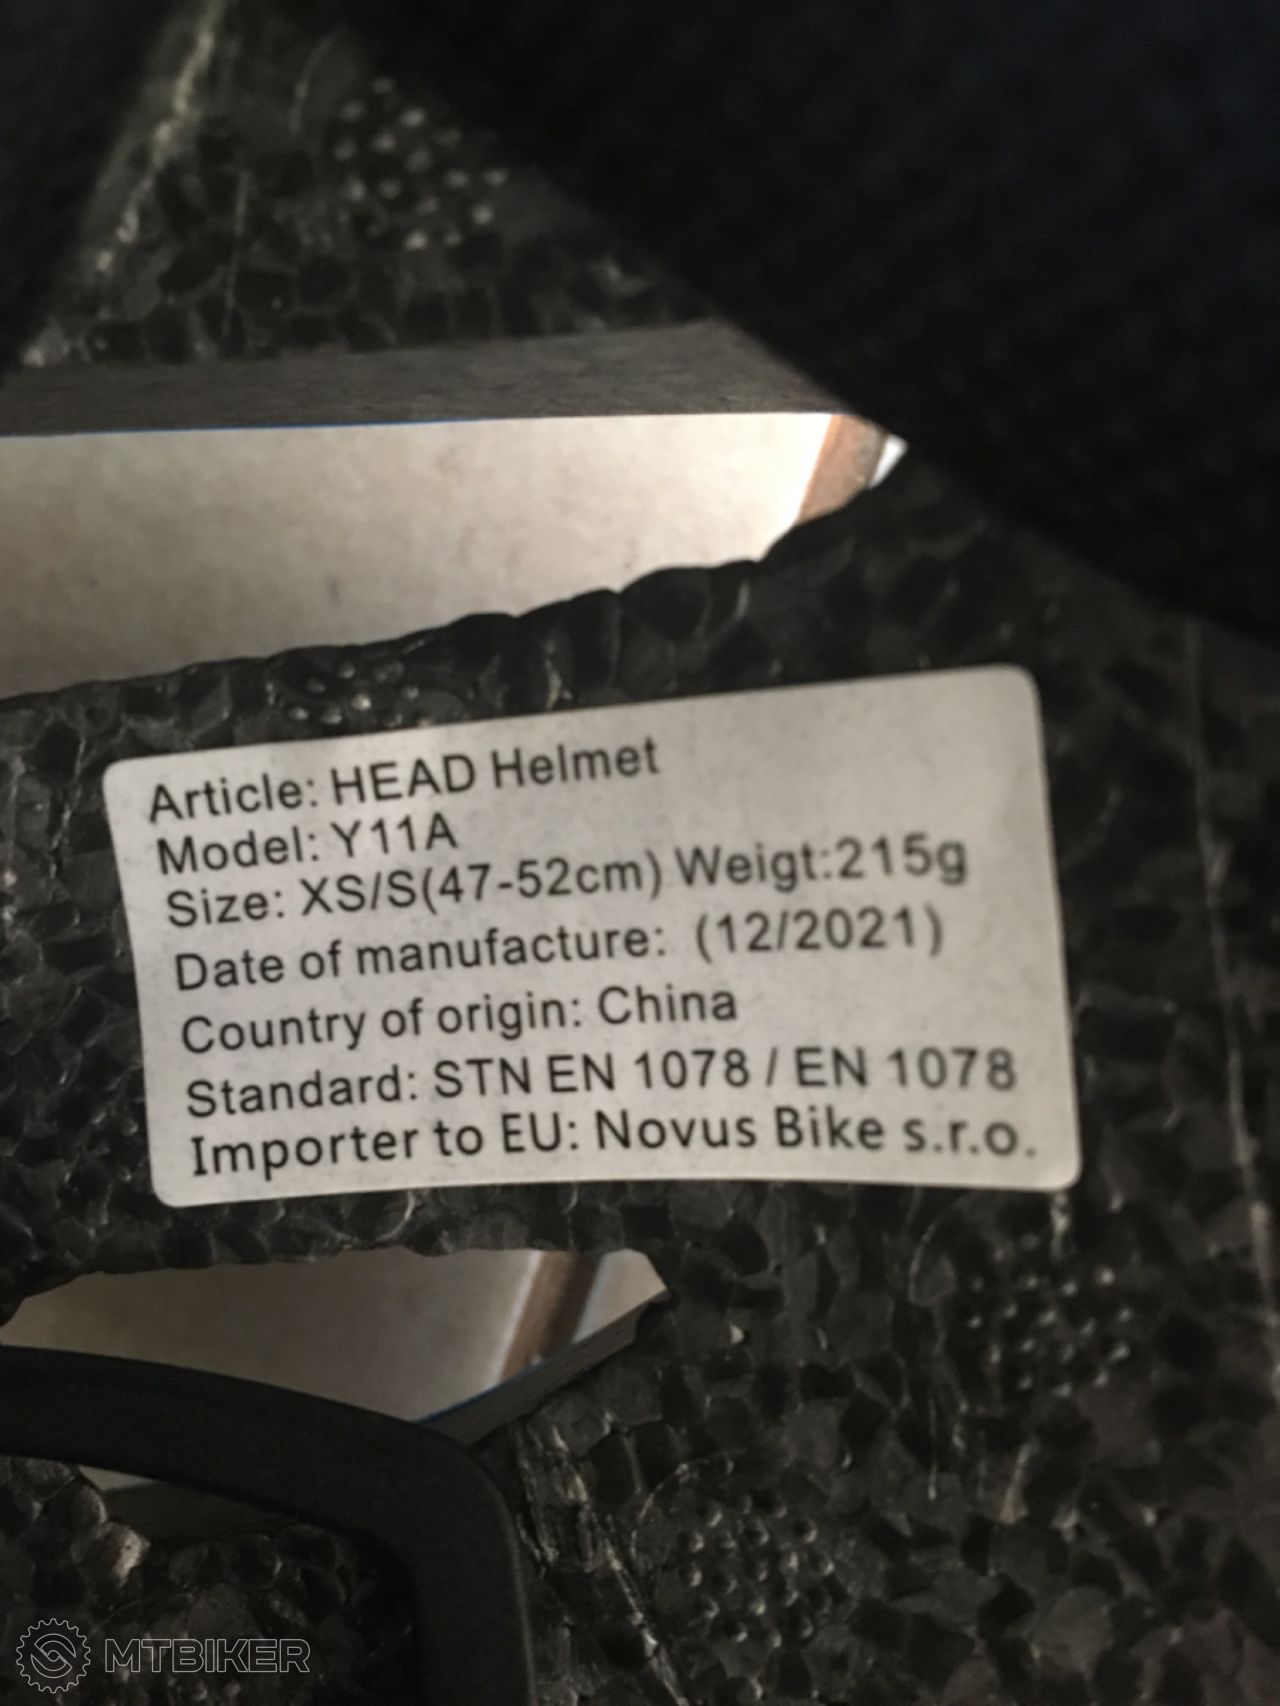 Article: HEAD Helmet
Model: Y11A
Size: XS/S(47-52cm) Weigt:215g
Date of manufacture: (12/2021)
Country of origin: China
Standard: STN EN 1078 / EN 1078
Importer to EU: Novus Bike s.r.o.
MTBIKER